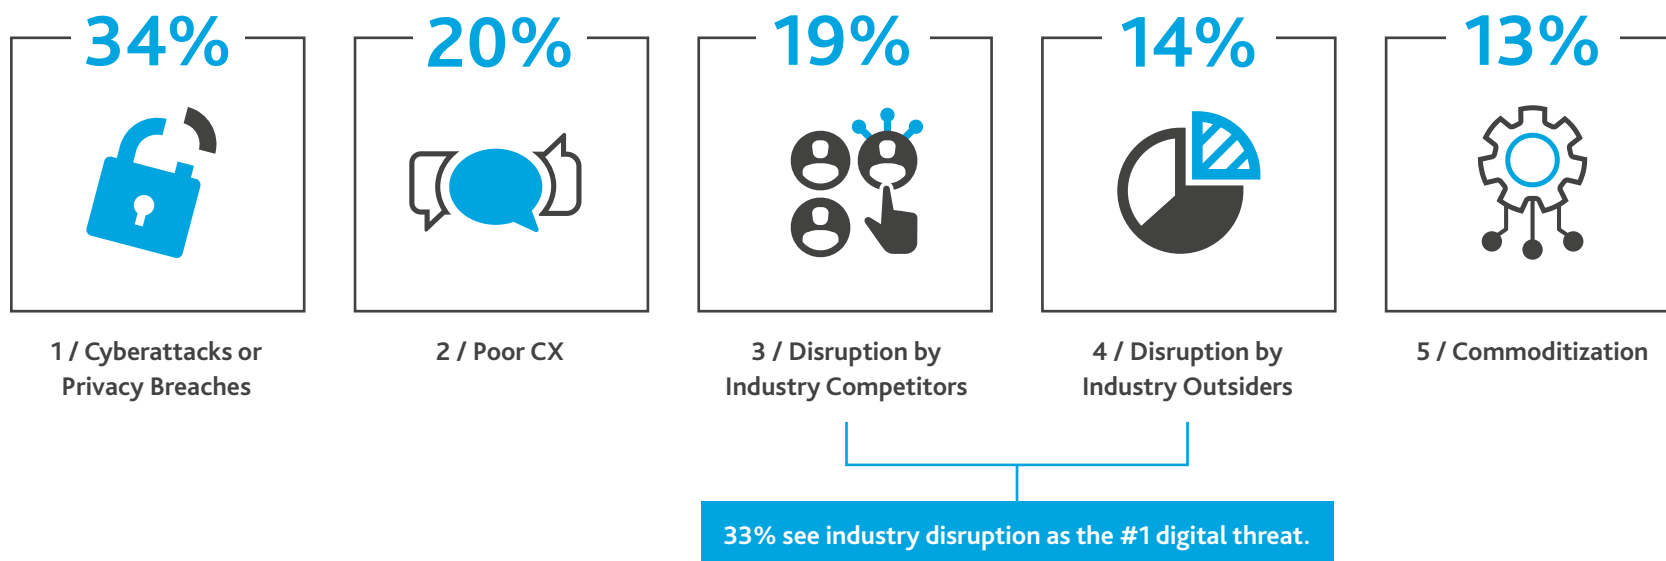 34%
20%
19%
14%
13%
1 / Cyberattacks or
Privacy Breaches
2 / Poor CX
3 / Disruption by
Industry Competitors
4 / Disruption by
Industry Outsiders
5 / Commoditization
33% see industry disruption as the #1 digital threat.